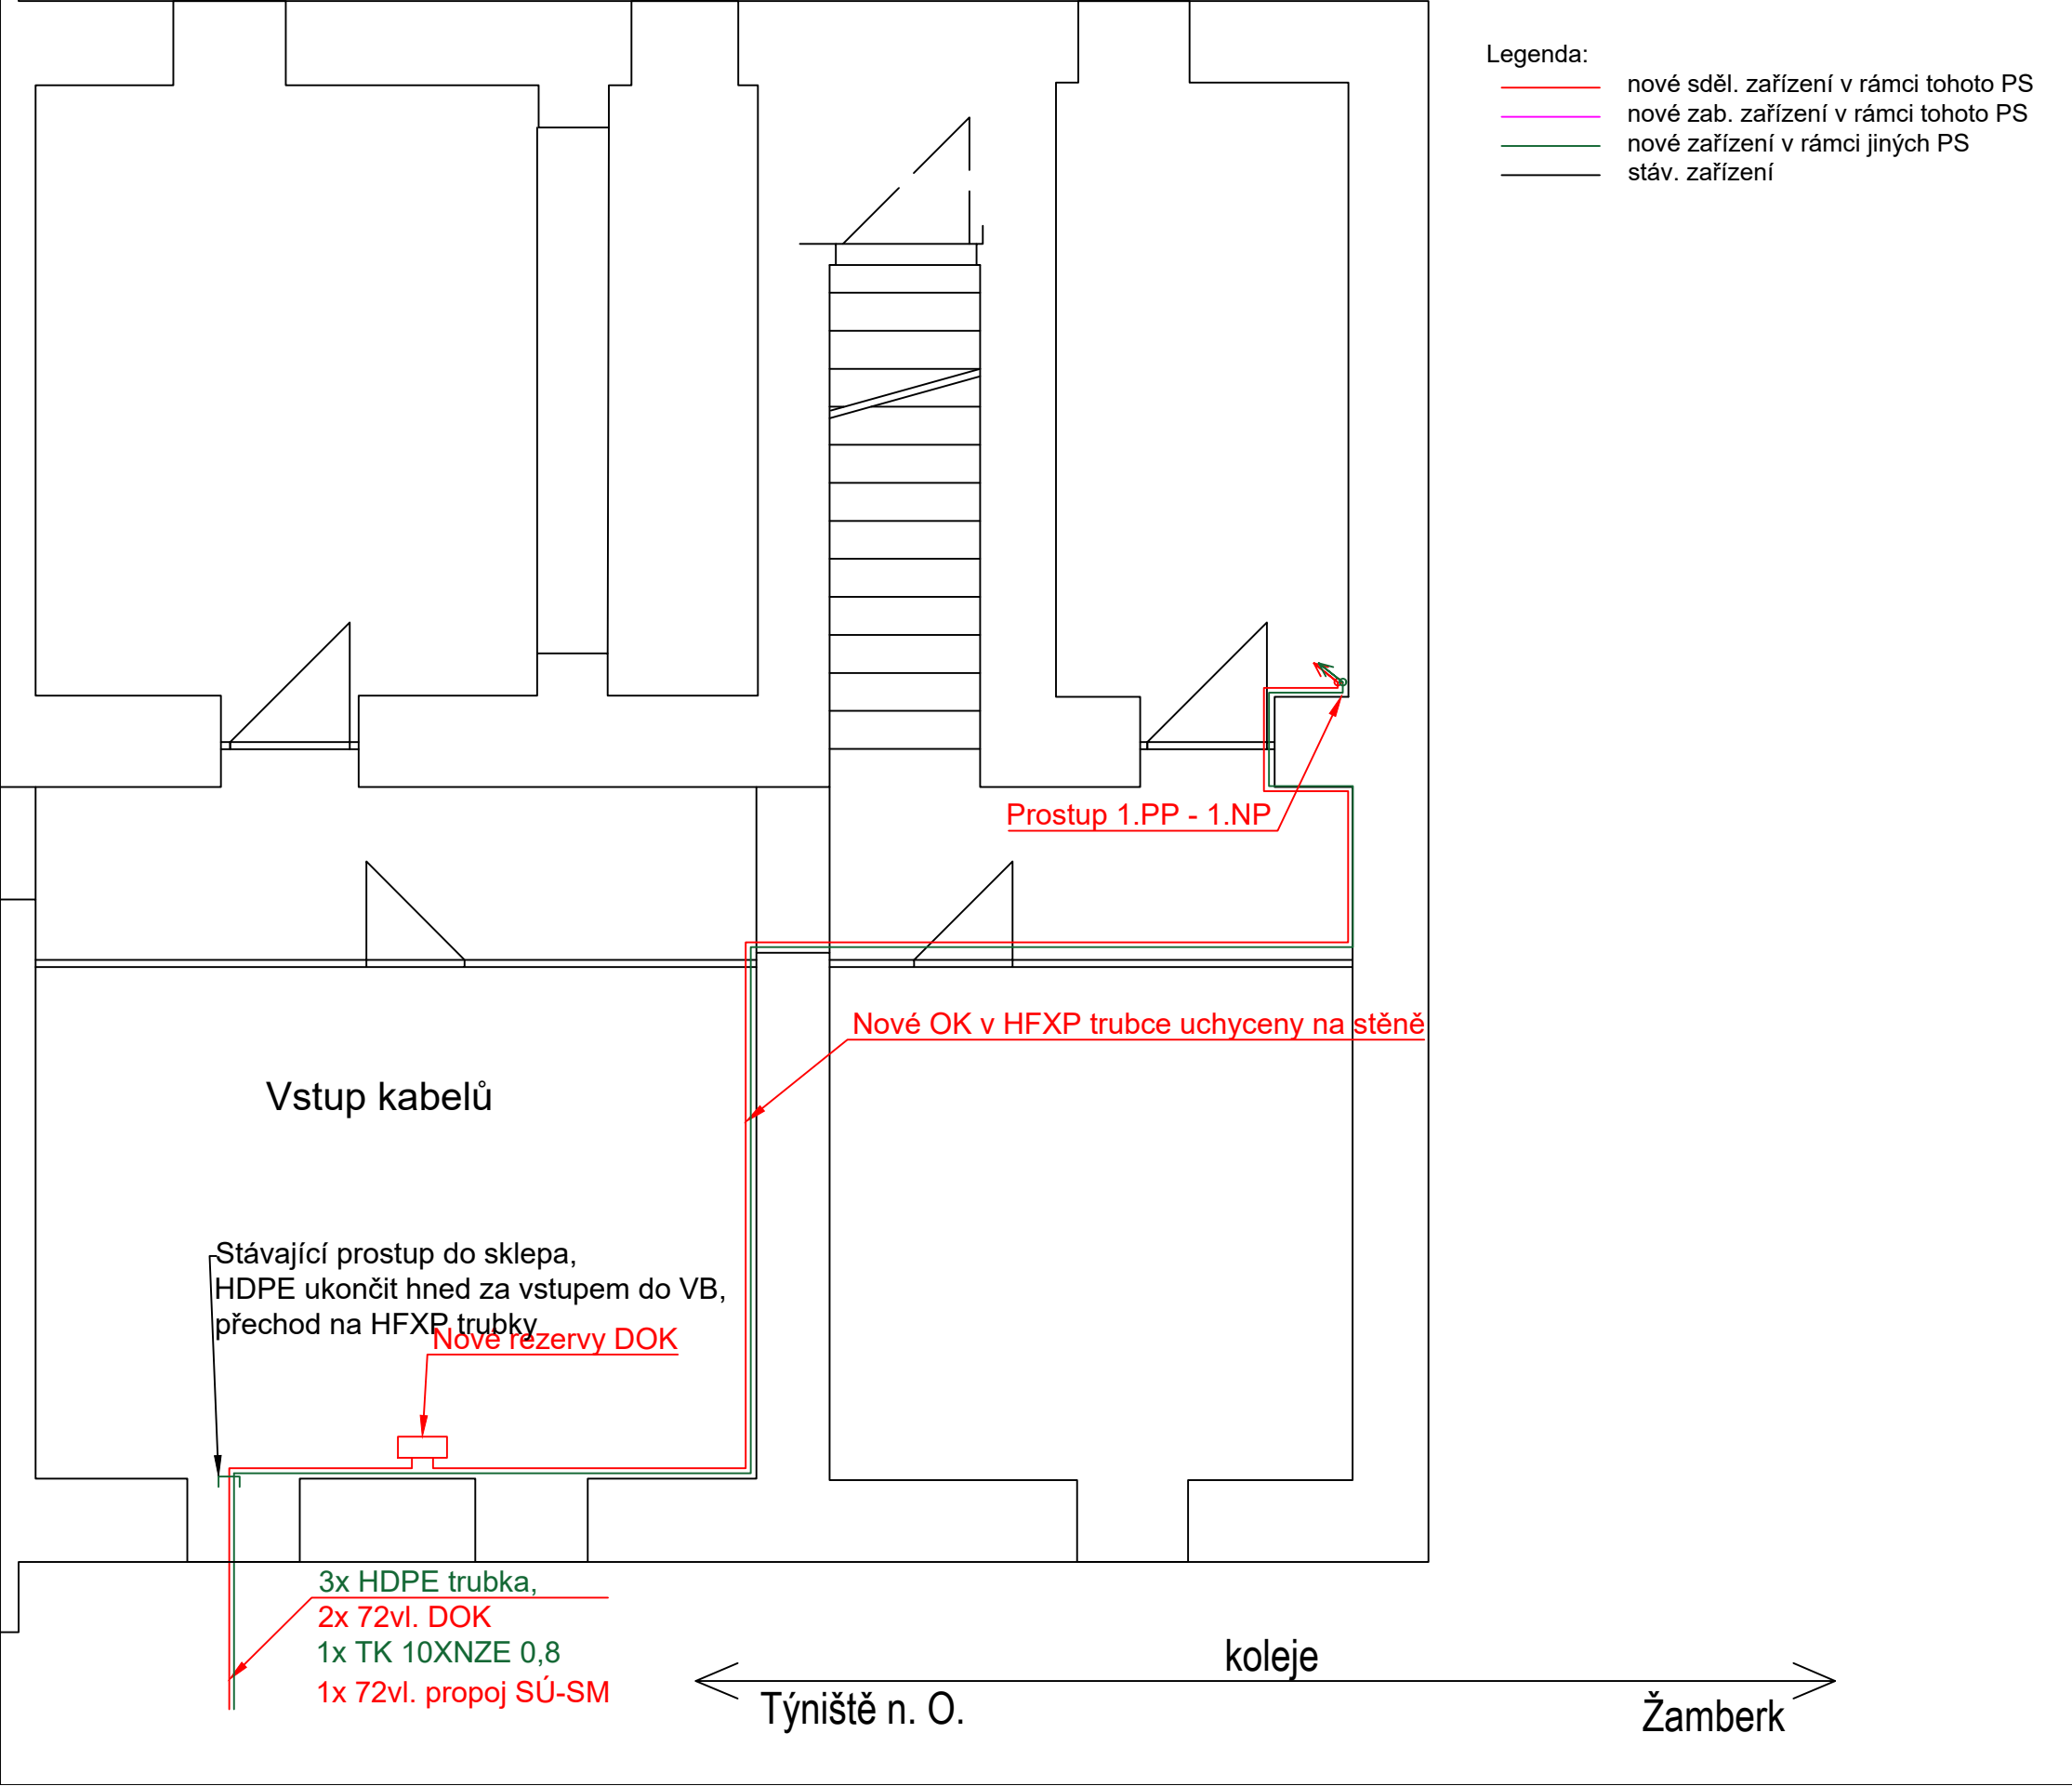 Legenda:
nové sděl. zařízení v rámci tohoto PS
nové zab. zařízení v rámci tohoto PS
nové zařízení v rámci jiných PS
stáv. zařízení
Prostup 1.PP - 1.NP
Nové OK v HFXP trubce uchyceny na stěně
Vstup kabelů
Stávající prostup do sklepa,
HDPE ukončit hned za vstupem do VB,
přechod na HFXP trubky
Nové rezervy DOK
3x HDPE trubka,
2x 72vl. DOK
1x TK 10XNZE 0,8
1x 72vl. propoj SÚ-SM
koleje
Týniště n. O.
Žamberk